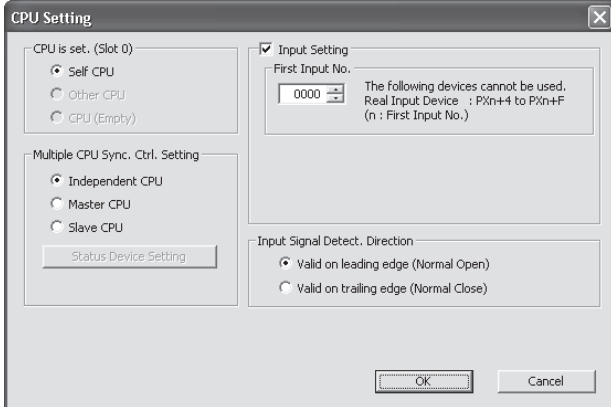 CPU Setting
CPU is set. (Slot 0)
Self CPU
Other CPU
CPU (Empty)
Multiple CPU Sync. Ctrl. Setting
Independent CPU
Master CPU
Slave CPU
Status Device Setting
Input Setting
First Input No.
0000
The following devices cannot be used.
Real Input Device : PXn+4 to PXn+F
(n : First Input No.)
Input Signal Detect. Direction
Valid on leading edge (Normal Open)
Valid on trailing edge (Normal Close)
OK
Cancel